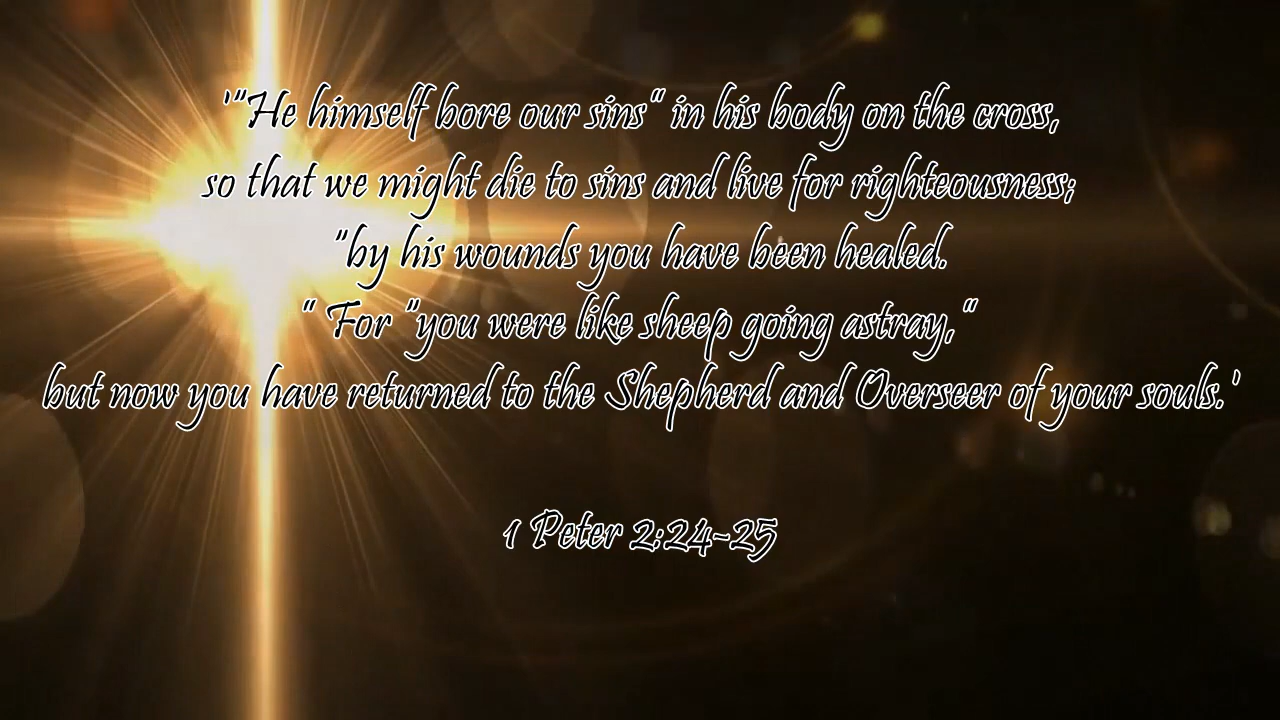 '"He himself bore our sins" in his body on the cross,
so that we might die to sins and live for righteousness;
"by his wounds you have been healed.
" For "you were like sheep going astray,"
but now you have returned to the Shepherd and Overseer of your souls.'
1 Peter 2:24-25